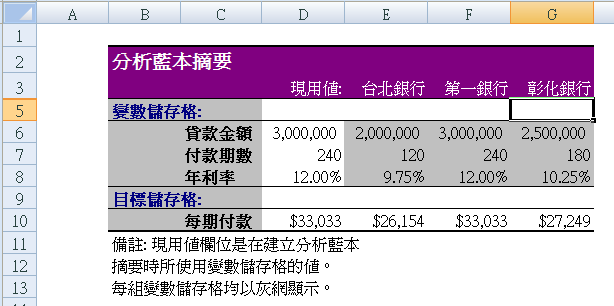 A B C D E F G
1
2 分析藍本摘要
3 現用值: 台北銀行 第一銀行 彰化銀行
5 變數儲存格:
6 貸款金額 3,000,000 2,000,000 3,000,000 2,500,000
7 付款期數 240 120 240 180
8 年利率 12.00% 9.75% 12.00% 10.25%
9 目標儲存格:
10 每期付款 $33,033 $26,154 $33,033 $27,249
11 備註: 現用值欄位是在建立分析藍本
12 摘要時所使用變數儲存格的值。
13 每組變數儲存格均以灰網顯示。